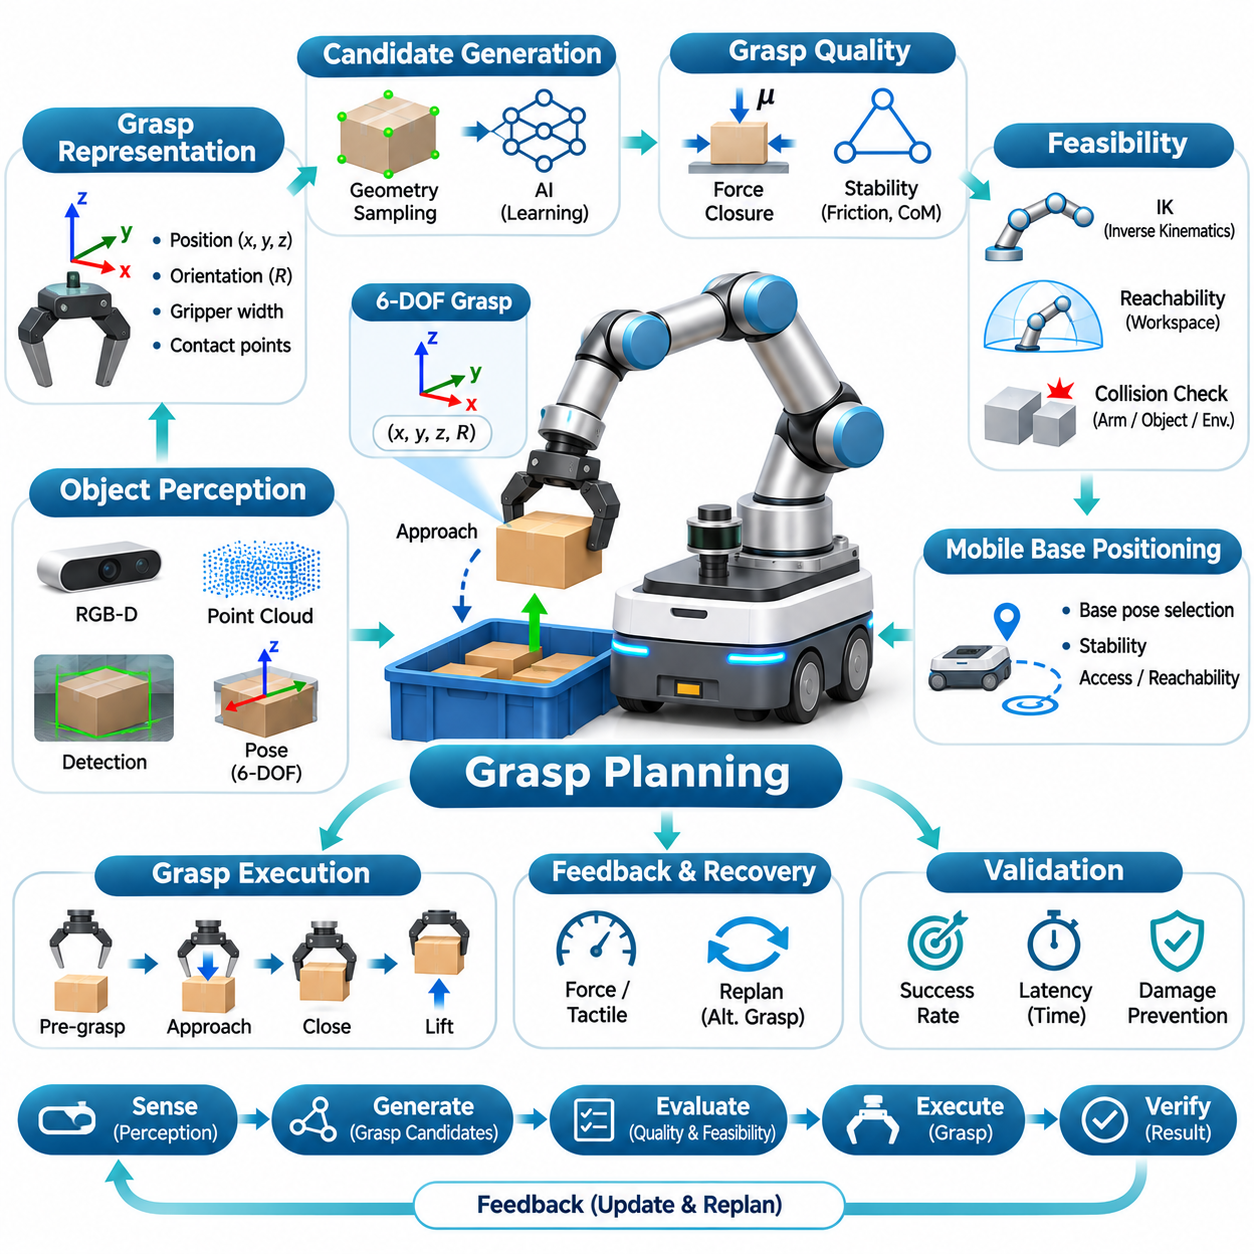 Candidate Generation
Geometry
Sampling
AI
(Learning)
Grasp Quality
μ
Force
Closure
Stability
(Friction, CoM)
Grasp
Representation
z
y
x
• Position (x, y, z)
• Orientation (R)
• Gripper width
• Contact points
Feasibility
IK
(Inverse Kinematics)
Reachability
(Workspace)
Collision Check
(Arm / Object / Env.)
6-DOF Grasp
z
y
x
(x, y, z, R)
Approach
Object Perception
RGB-D
Point Cloud
Detection
z
Pose
(6-DOF)
Mobile Base Positioning
• Base pose selection
• Stability
Access / Reachability
Grasp Planning
Grasp Execution
Pre-grasp
Approach
Close
Lift
Feedback & Recovery
Force /
Tactile
Replan
(Alt. Grasp)
Validation
Success
Rate
Latency
(Time)
Damage
Prevention
Sense
(Perception)
Generate
(Grasp Candidates)
Evaluate
(Quality & Feasibility)
Execute
(Grasp)
Verify
(Result)
Feedback (Update & Replan)